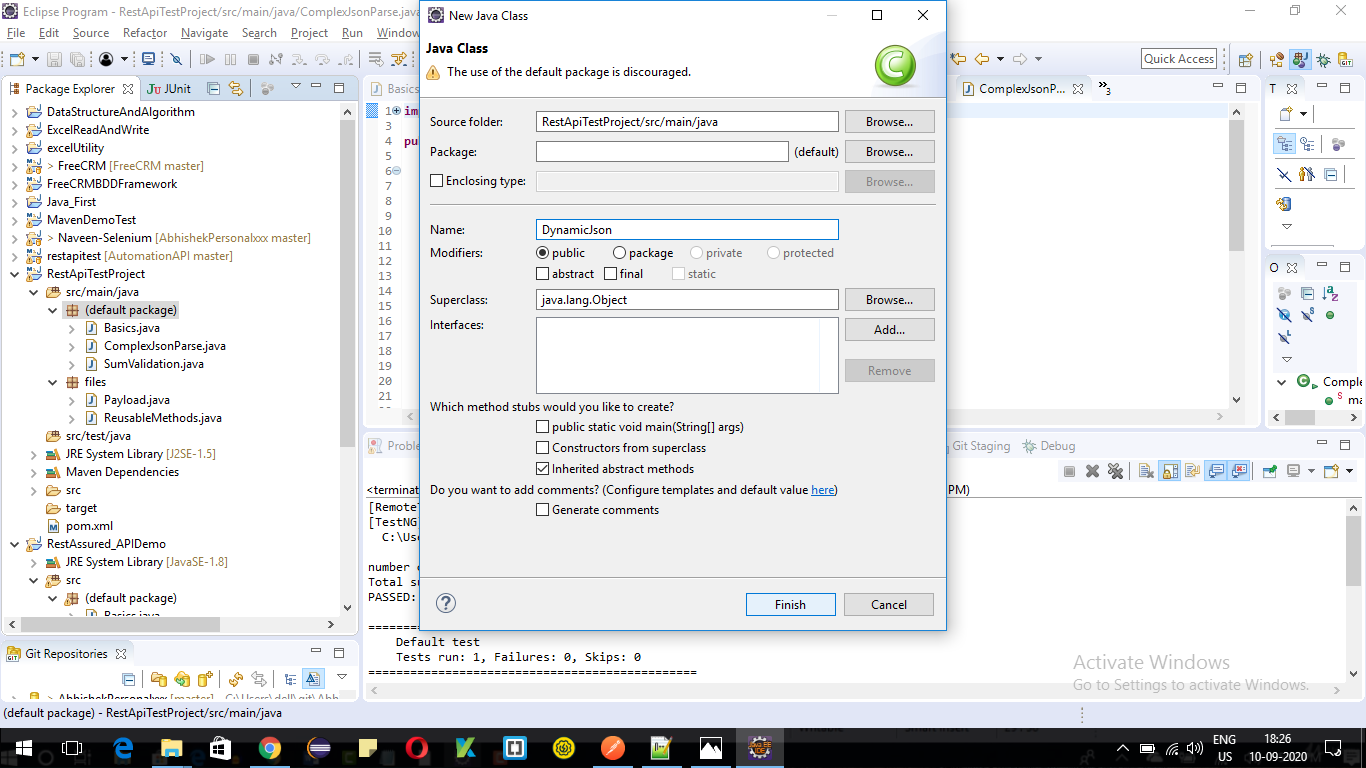 Eclipse Program - RestApiTestProject/src/main/java/ComplexJsonParse.java
File Edit Source Refactor Navigate Search Project Run Window
Quick Access
Package Explorer JUnit
DataStructureAndAlgorithm
ExcelReadAndWrite
excelUtility
> FreeCRM [FreeCRM master]
FreeCRMBDDFramework
Java_First
MavenDemoTest
> Naveen-Selenium [AbhishekPersonalxxx master]
restapitest [AutomationAPI master]
RestApiTestProject
src/main/java
(default package)
Basics.java
ComplexJsonParse.java
SumValidation.java
files
Payload.java
ReusableMethods.java
src/test/java
JRE System Library [J2SE-1.5]
Maven Dependencies
src
target
pom.xml
RestAssured_APIDemo
JRE System Library [JavaSE-1.8]
src
(default package)
Basics.java
Git Repositories
AbhishekPersonalxx [master] - C:\Users\dell\git\Abh
(default package) - RestApiTestProject/src/main/java
Basics
ComplexJsonP...
3
1 im
3
4 pu
5
6
7
8
9
10
11
12
13
14
15
16
17
18
19
20
21
New Java Class
Java Class
The use of the default package is discouraged.
Source folder: RestApiTestProject/src/main/java Browse...
Package: (default) Browse...
Enclosing type: Browse...
Name: DynamicJson
Modifiers: public package private protected
abstract final static
Superclass: java.lang.Object Browse...
Interfaces: Add...
Remove
Which method stubs would you like to create?
public static void main(String[] args)
Constructors from superclass
Inherited abstract methods
Do you want to add comments? (Configure templates and default value here)
Generate comments
Finish Cancel
T
O
Comple
ma
Proble
Git Staging Debug
<terminat
PM)
[RemoteT
[TestNG
C:\Use
number o
Total su
PASSED:
Default test
Tests run: 1, Failures: 0, Skips: 0
===============================================
Activate Windows
Go to Settings to activate Windows.
ENG
US
18:26
10-09-2020